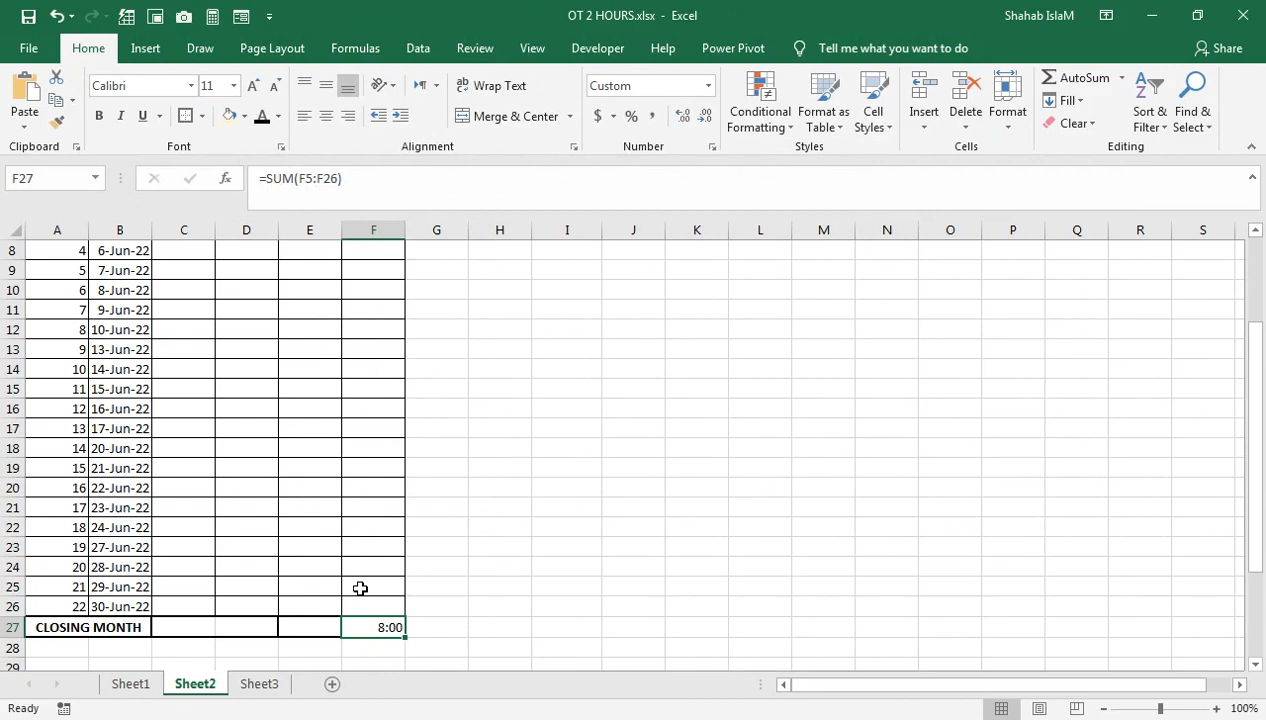 OT 2 HOURS.xlsx - Excel
Shahab IslaM
File Home Insert Draw Page Layout Formulas Data Review View Developer Help Power Pivot Tell me what you want to do Share
Paste
Calibri 11
Wrap Text
Custom
B I U A
Merge & Center
$ % ,
Conditional Formatting
Format as Table
Cell Styles
Insert Delete Format
AutoSum
Fill
Clear
Sort & Filter
Find & Select
Clipboard Font Alignment Number Styles Cells Editing
F27 fx =SUM(F5:F26)
A B C D E F G H I J K L M N O P Q R S
8 4 6-Jun-22
9 5 7-Jun-22
10 6 8-Jun-22
11 7 9-Jun-22
12 8 10-Jun-22
13 9 13-Jun-22
14 10 14-Jun-22
15 11 15-Jun-22
16 12 16-Jun-22
17 13 17-Jun-22
18 14 20-Jun-22
19 15 21-Jun-22
20 16 22-Jun-22
21 17 23-Jun-22
22 18 24-Jun-22
23 19 27-Jun-22
24 20 28-Jun-22
25 21 29-Jun-22
26 22 30-Jun-22
27 CLOSING MONTH 8:00
28
29
Sheet1 Sheet2 Sheet3
Ready 100%